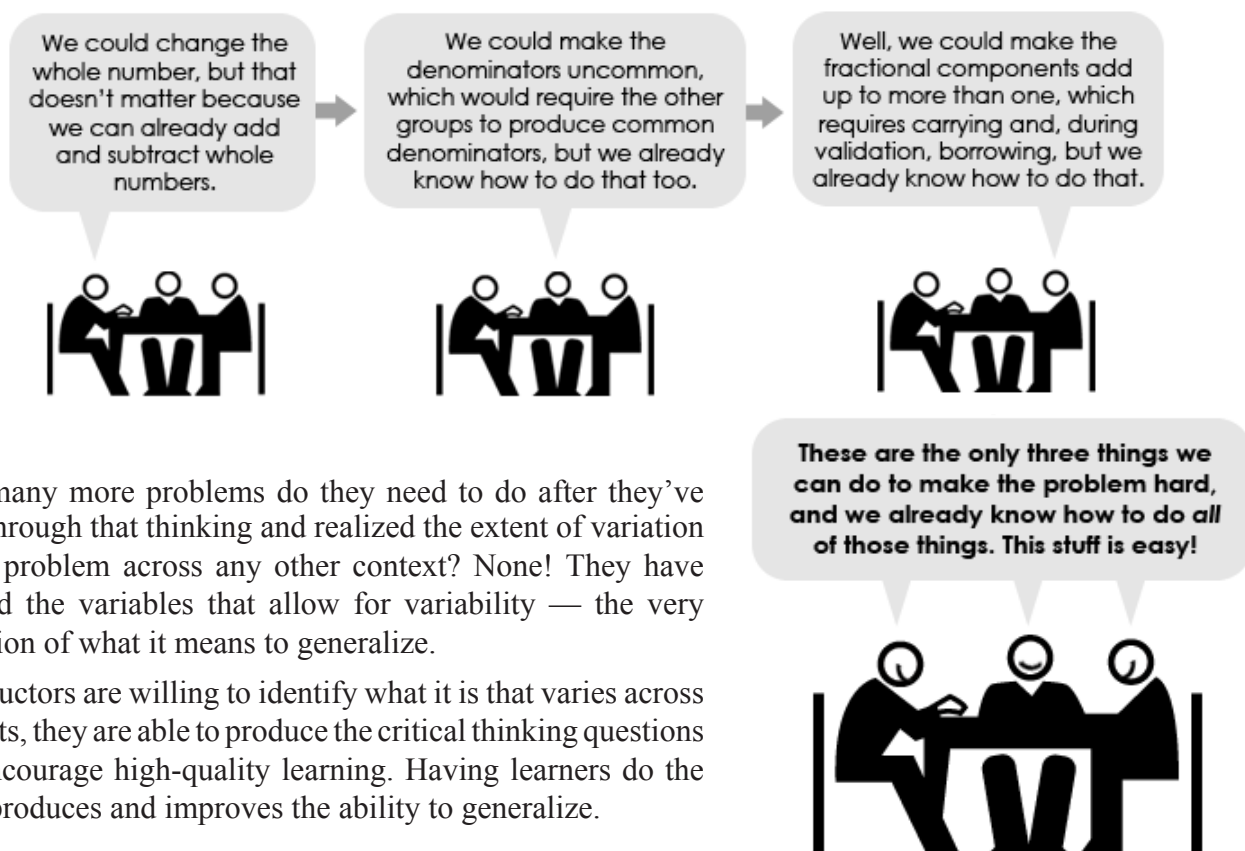 We could change the
whole number, but that
doesn't matter because
we can already add
and subtract whole
numbers.
We could make the
denominators uncommon,
which would require the other
groups to produce common
denominators, but we already
know how to do that too.
Well, we could make the
fractional components add
up to more than one, which
requires carrying and, during
validation, borrowing, but we
already know how to do that.
These are the only three things we
can do to make the problem hard,
and we already know how to do all
of those things. This stuff is easy!
many more problems do they need to do after they've
hrough that thinking and realized the extent of variation
problem across any other context? None! They have
d the variables that allow for variability — the very
ion of what it means to generalize.
uctors are willing to identify what it is that varies across
ts, they are able to produce the critical thinking questions
courage high-quality learning. Having learners do the
produces and improves the ability to generalize.